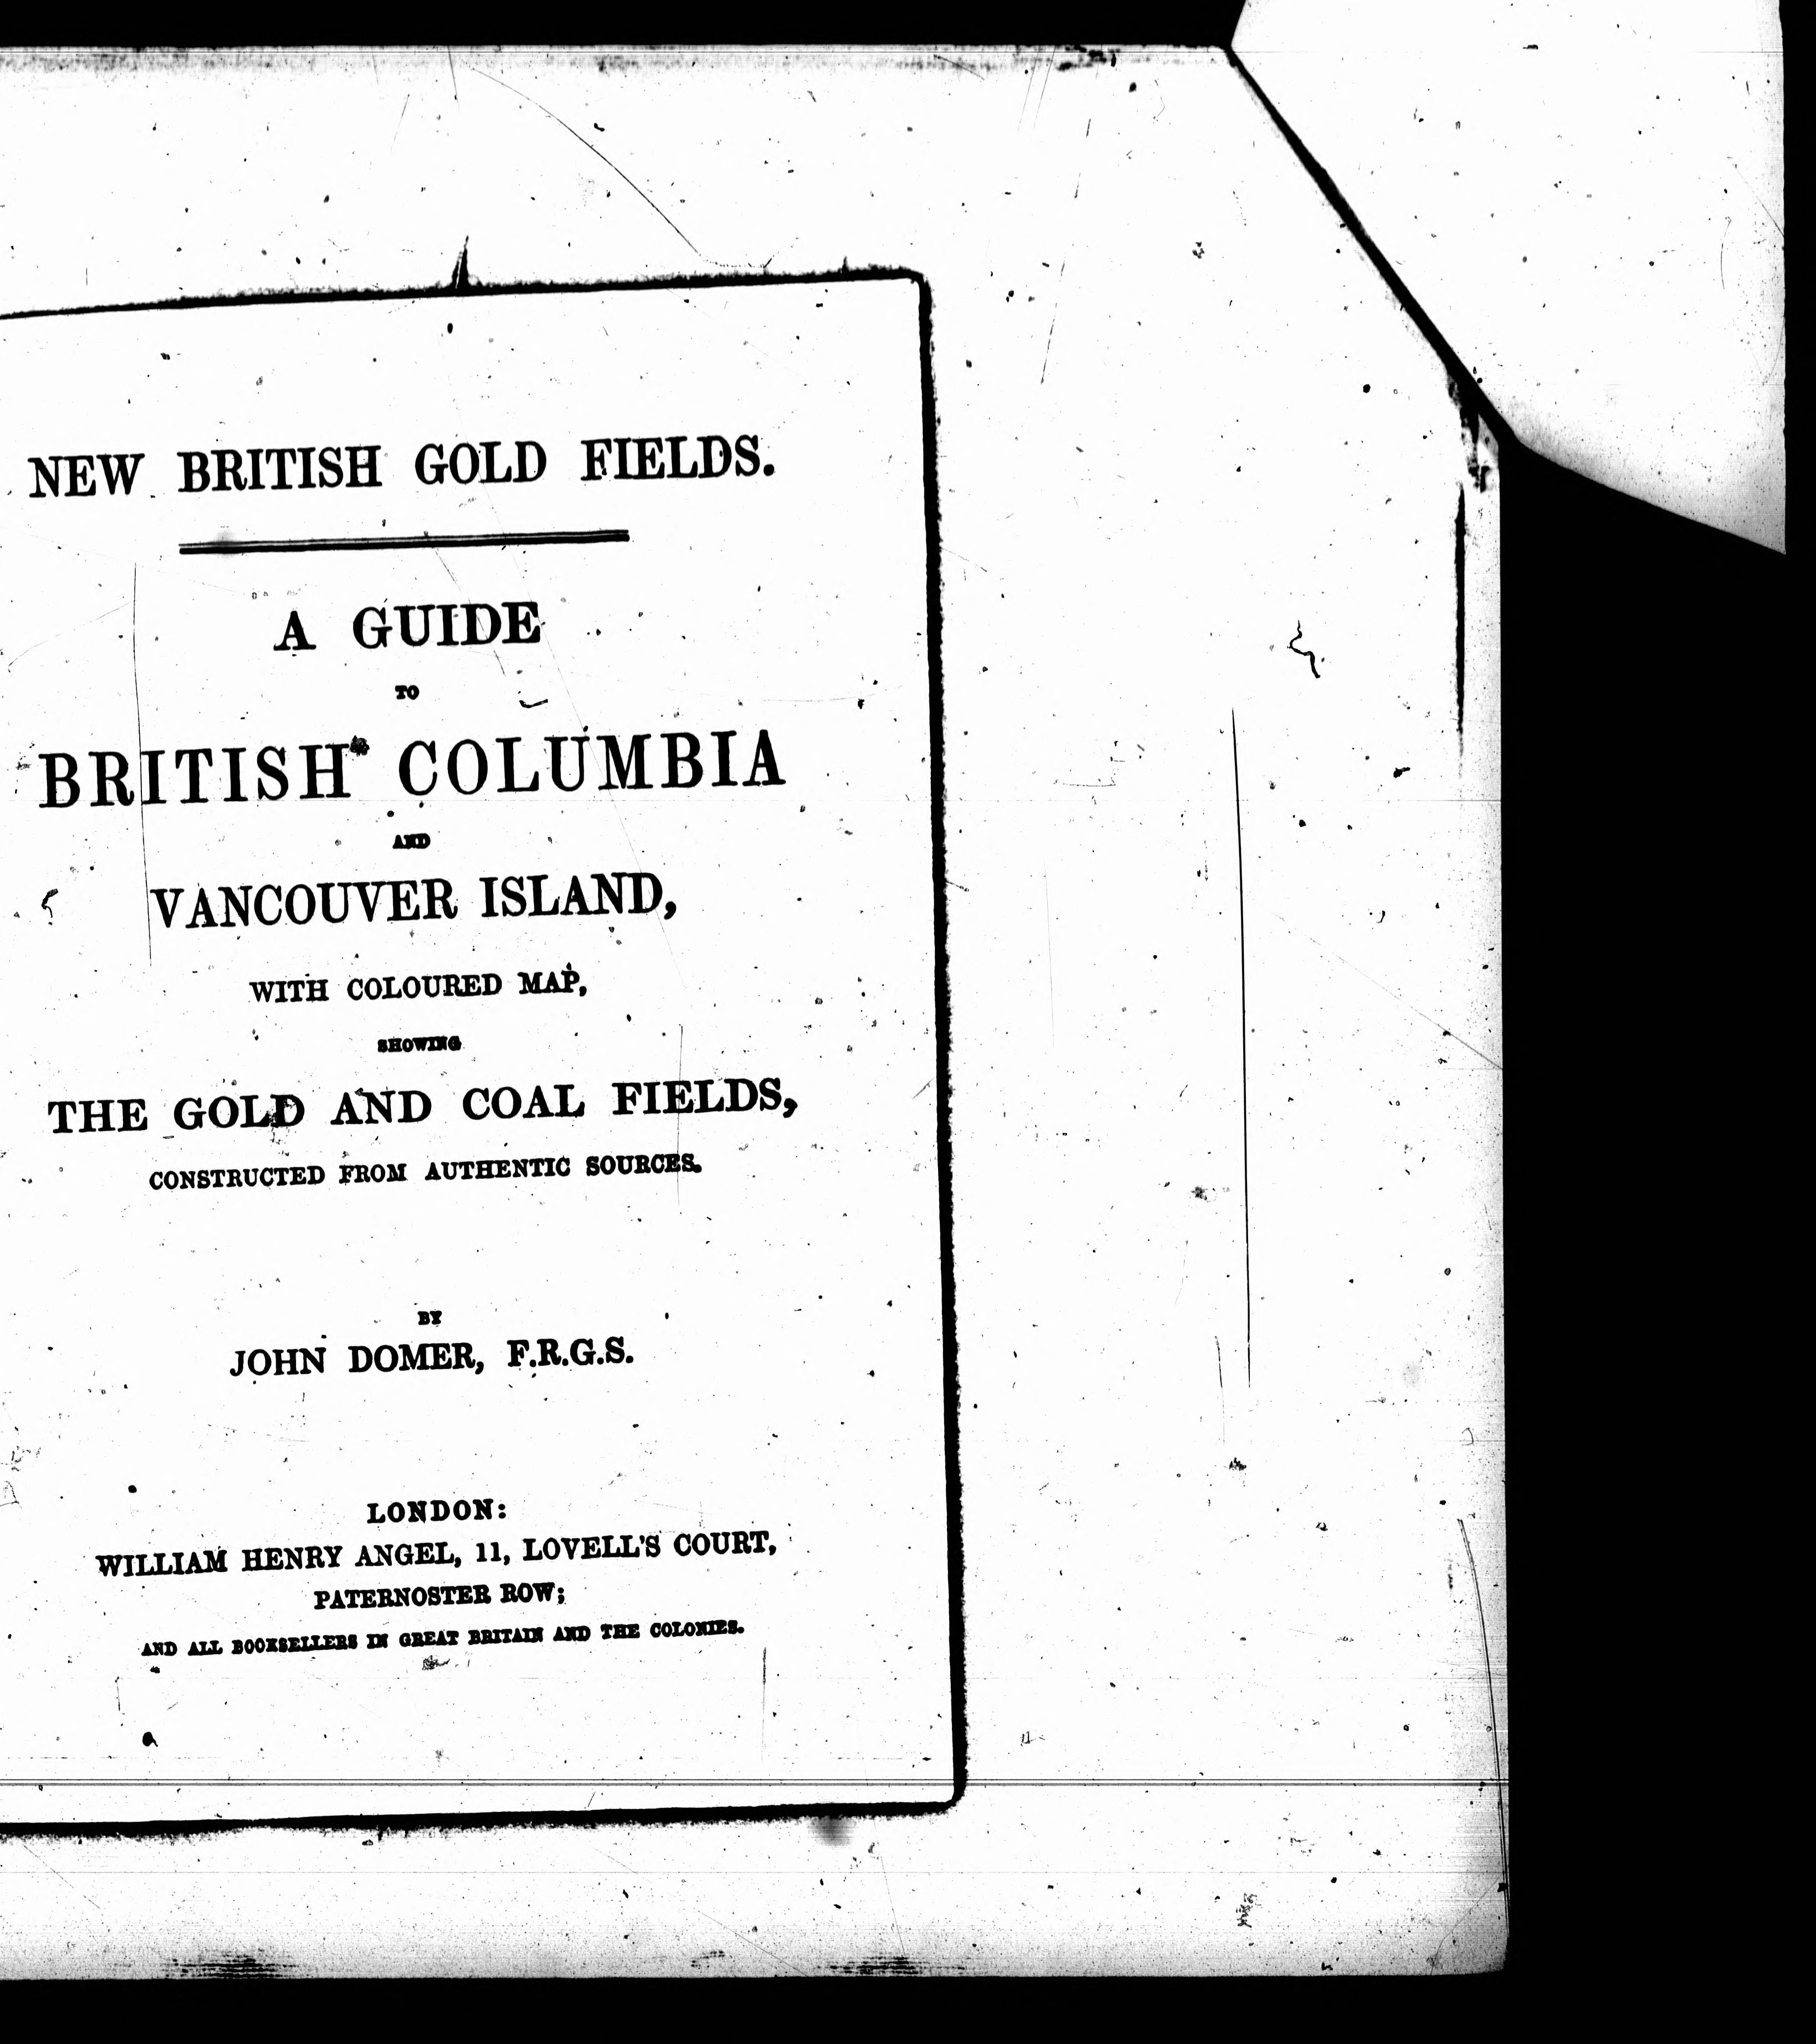 NEW BRITISH GOLD FIELDS.
A GUIDE
TO
BRITISH COLUMBIA
AND
VANCOUVER ISLAND,
WITH COLOURED MAP,
SHOWING
THE GOLD AND COAL FIELDS,
CONSTRUCTED FROM AUTHENTIC SOURCES.
BY
JOHN DOMER, F.R.G.S.
LONDON:
WILLIAM HENRY ANGEL, 11, LOVELL'S COURT,
PATERNOSTER ROW;
AND ALL BOOKSELLERS IN GREAT BRITAIN AND THE COLONIES.